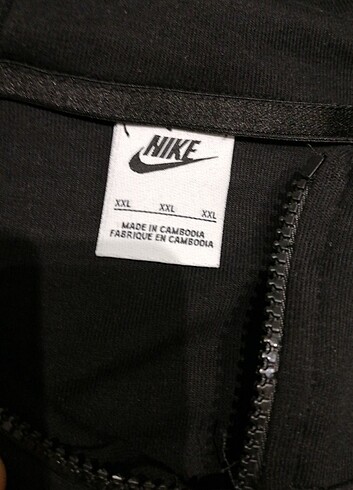 NIKE
XXL XXL XXL
MADE IN CAMBODIA
FABRIQUE EN CAMBODIA